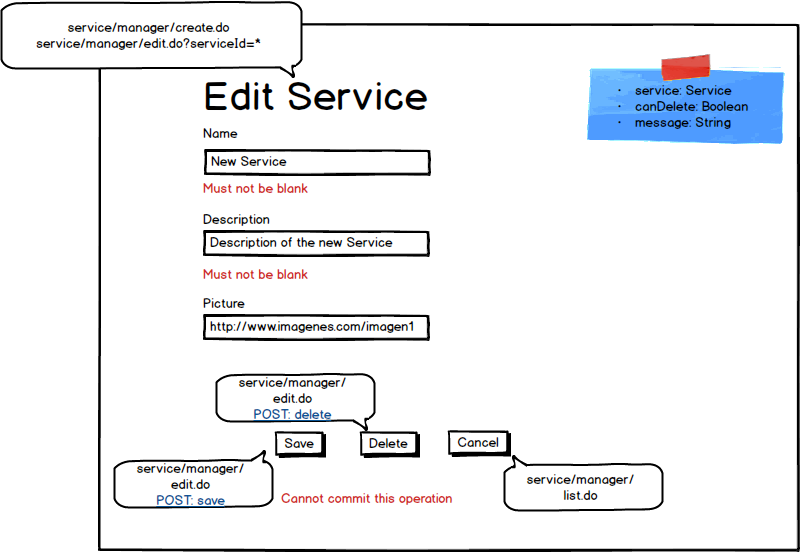 service/manager/create.do
service/manager/edit.do?serviceId=*
Edit Service
• service: Service
• canDelete: Boolean
• message: String
Name
New Service
Must not be blank
Description
Description of the new Service
Must not be blank
Picture
http://www.imagenes.com/imagen1
service/manager/
edit.do
POST: delete
Save
Delete
Cancel
service/manager/
edit.do
POST: save
Cannot commit this operation
service/manager/
list.do